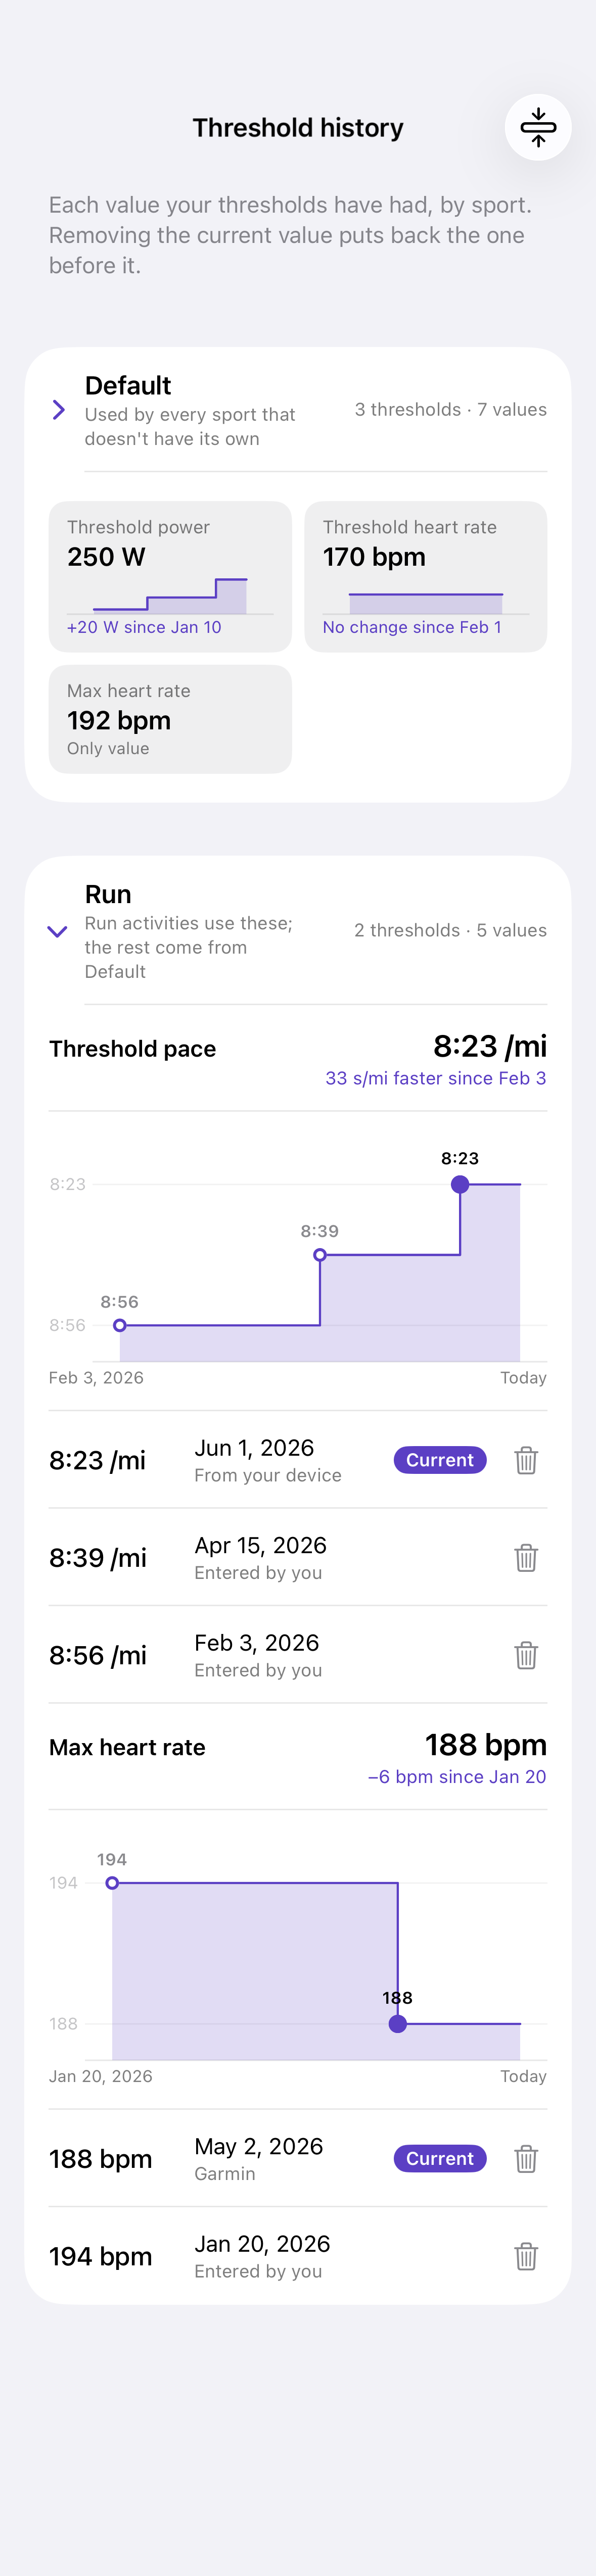 Threshold history
Each value your thresholds have had, by sport.
Removing the current value puts back the one
before it.
Default
Used by every sport that
doesn't have its own
3 thresholds · 7 values
Threshold power
250 W
+20 W since Jan 10
Threshold heart rate
170 bpm
No change since Feb 1
Max heart rate
192 bpm
Only value
Run
Run activities use these;
the rest come from
Default
2 thresholds · 5 values
Threshold pace
8:23 /mi
33 s/mi faster since Feb 3
8:23
8:23
8:39
8:56
8:56
Feb 3, 2026
Today
8:23 /mi
Jun 1, 2026
From your device
Current
8:39 /mi
Apr 15, 2026
Entered by you
8:56 /mi
Feb 3, 2026
Entered by you
Max heart rate
188 bpm
–6 bpm since Jan 20
194
194
188
188
Jan 20, 2026
Today
188 bpm
May 2, 2026
Garmin
Current
194 bpm
Jan 20, 2026
Entered by you